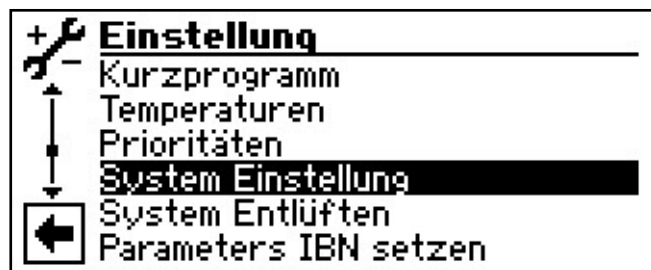 Einstellung
Kurzprogramm
Temperaturen
Prioritäten
System Einstellung
System Entlüften
Parameters IBN setzen